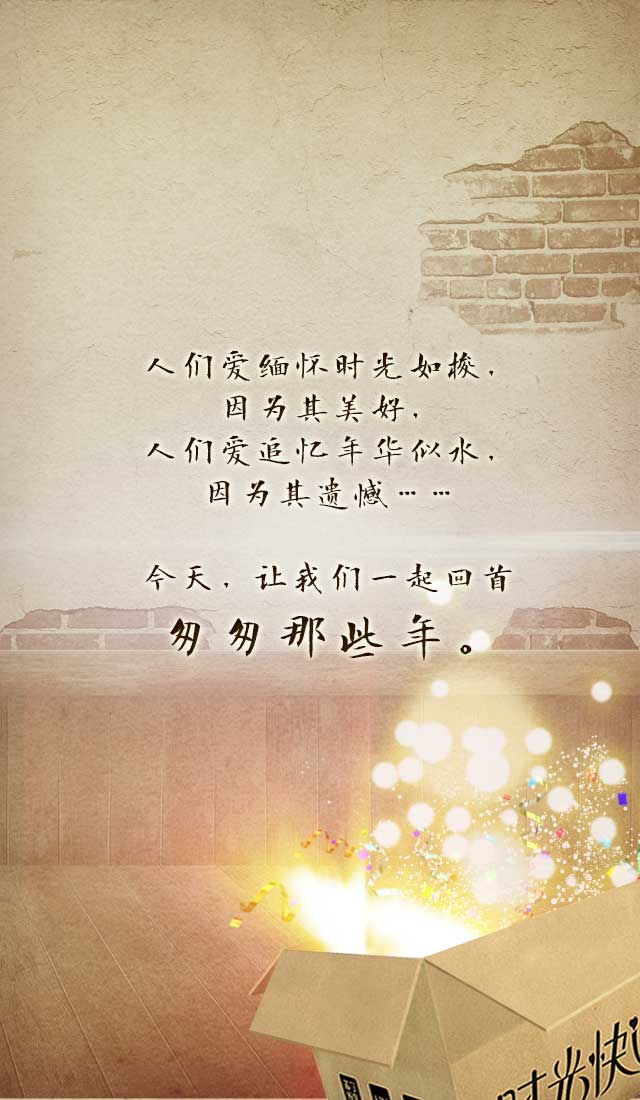 人们爱缅怀时光如梭，
因为其美好，
人们爱追忆年华似水，
因为其遗憾……
今天，让我们一起回首
匆匆那些年。
时光快